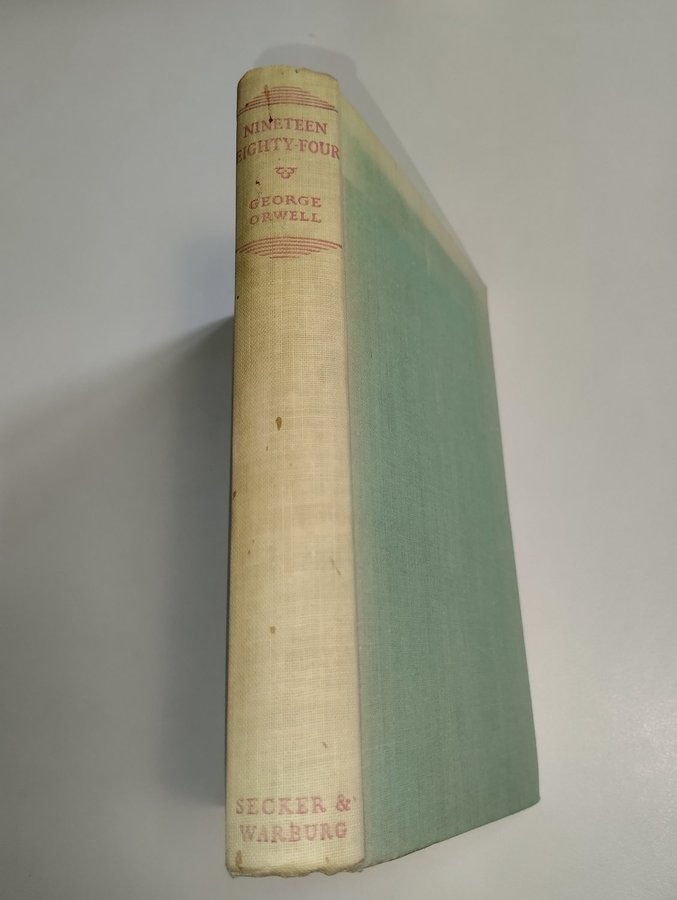 NINETEEN
EIGHTY-FOUR
GEORGE
ORWELL
SECKER &
WARBURG